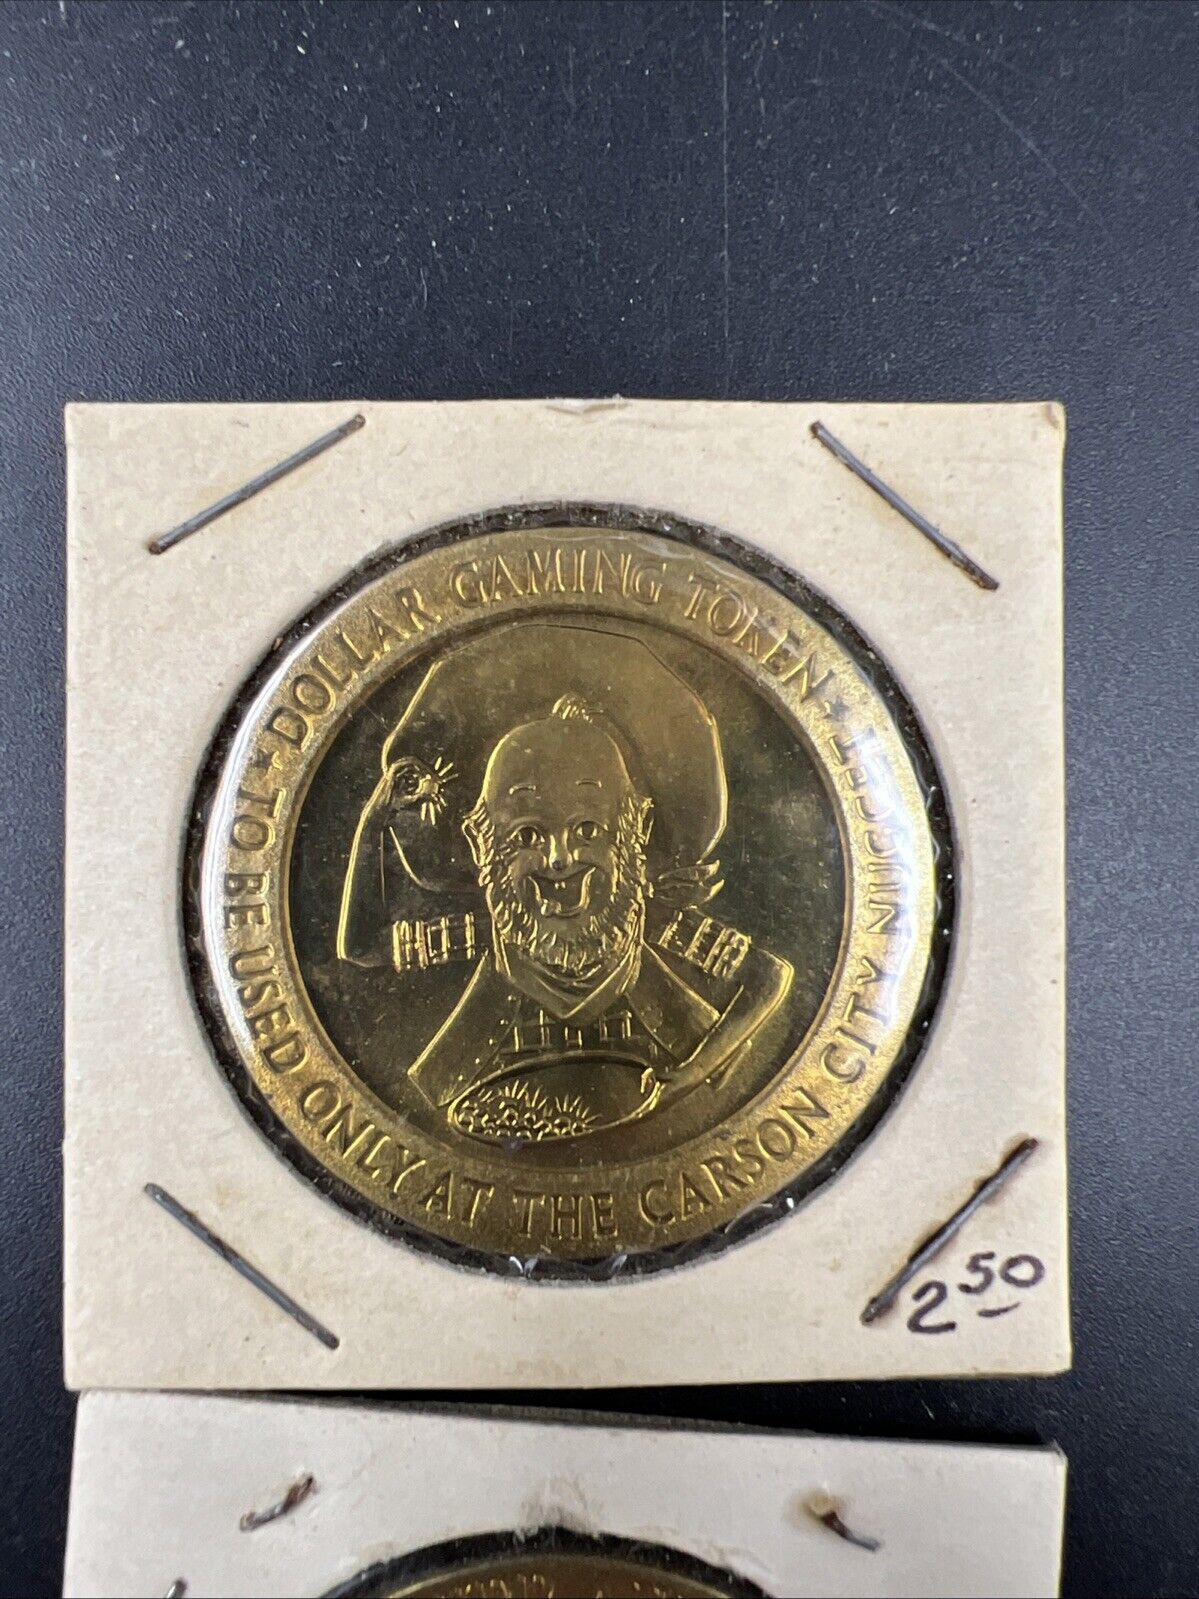 ★ DOLLAR GAMING TOKEN ★
TO BE USED ONLY AT THE CARSON CITY NUGGET
2 50